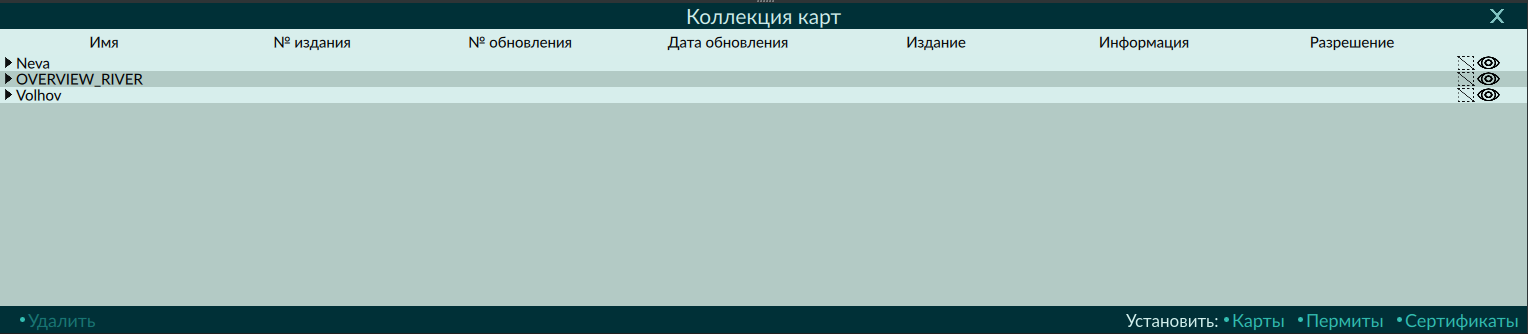 Коллекция карт X
Имя № издания № обновления Дата обновления Издание Информация Разрешение
Neva
OVERVIEW_RIVER
Volhov
•Удалить Установить: •Карты •Пермиты •Сертификаты